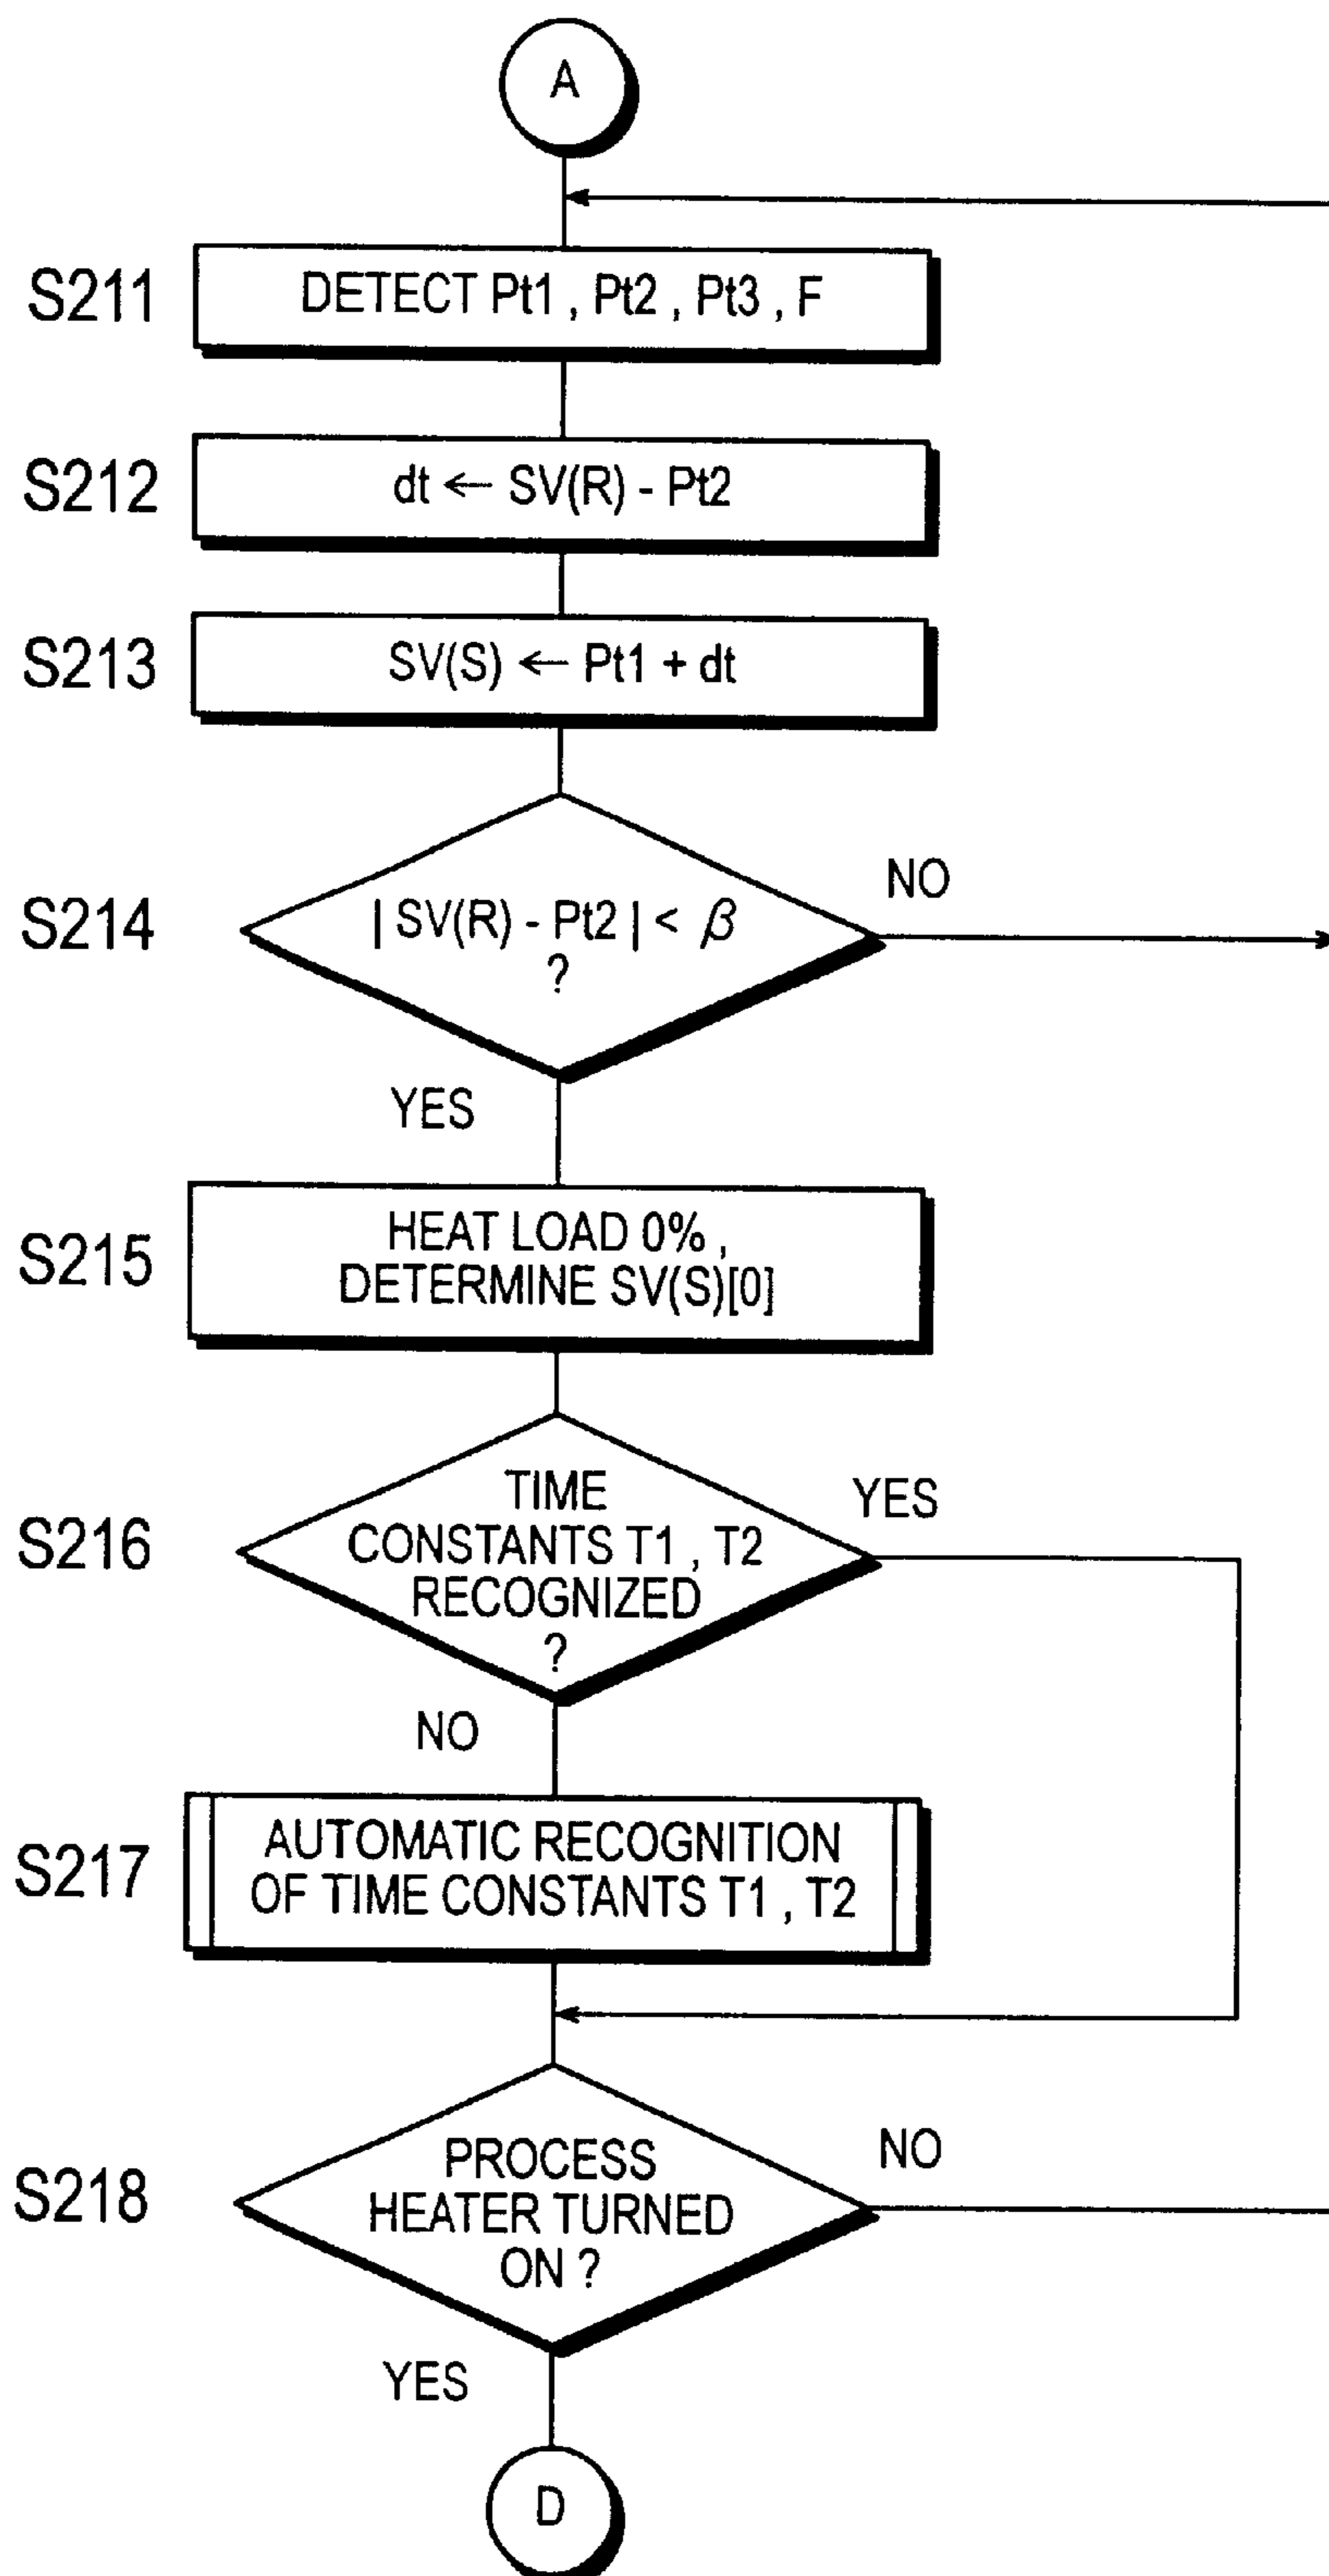 A
S211
DETECT Pt1 , Pt2 , Pt3 , F
S212
dt ← SV(R) - Pt2
S213
SV(S) ← Pt1 + dt
S214
| SV(R) - Pt2 | < β
?
NO
YES
S215
HEAT LOAD 0% ,
DETERMINE SV(S)[0]
S216
TIME
CONSTANTS T1 , T2
RECOGNIZED
?
YES
NO
S217
AUTOMATIC RECOGNITION
OF TIME CONSTANTS T1 , T2
S218
PROCESS
HEATER TURNED
ON ?
NO
YES
D